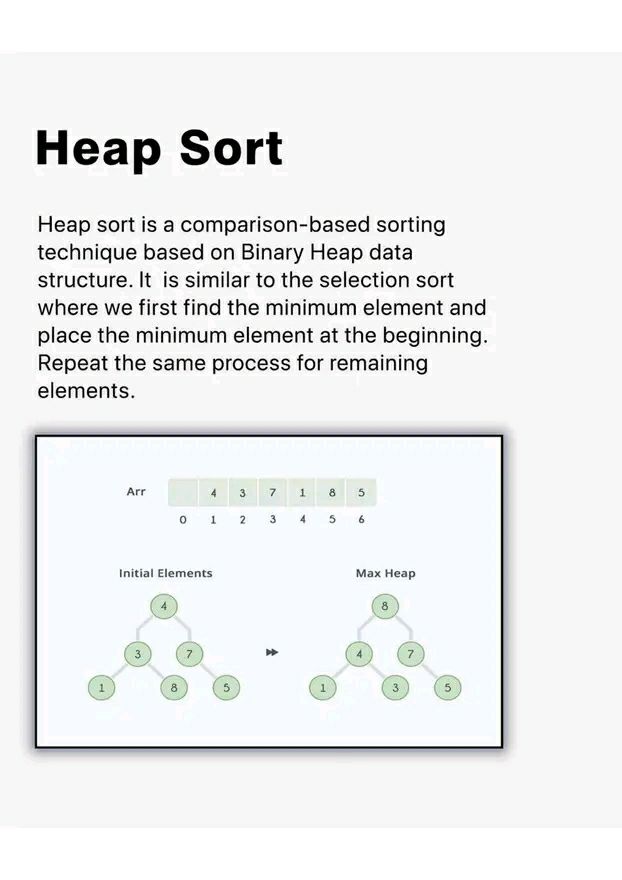 Heap Sort
Heap sort is a comparison-based sorting
technique based on Binary Heap data
structure. It  is similar to the selection sort
where we first find the minimum element and
place the minimum element at the beginning.
Repeat the same process for remaining
elements.
Arr 4 3 7 1 8 5
0 1 2 3 4 5 6
Initial Elements Max Heap
4 8
3 7 4 7
1 8 5 1 3 5